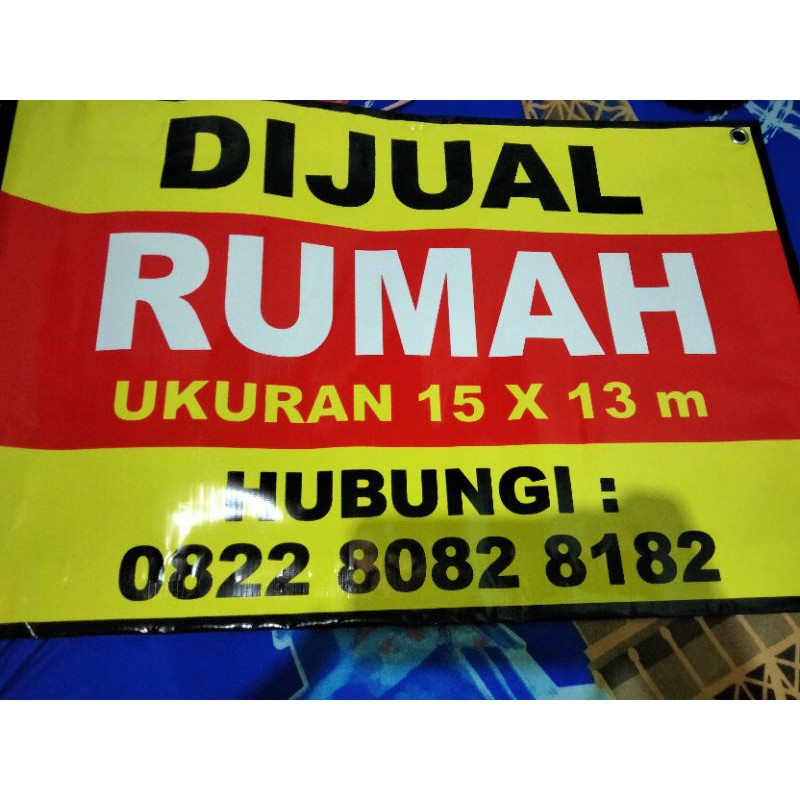 DIJUAL
RUMAH
UKURAN 15 X 13 m
HUBUNGI :
0822 8082 8182